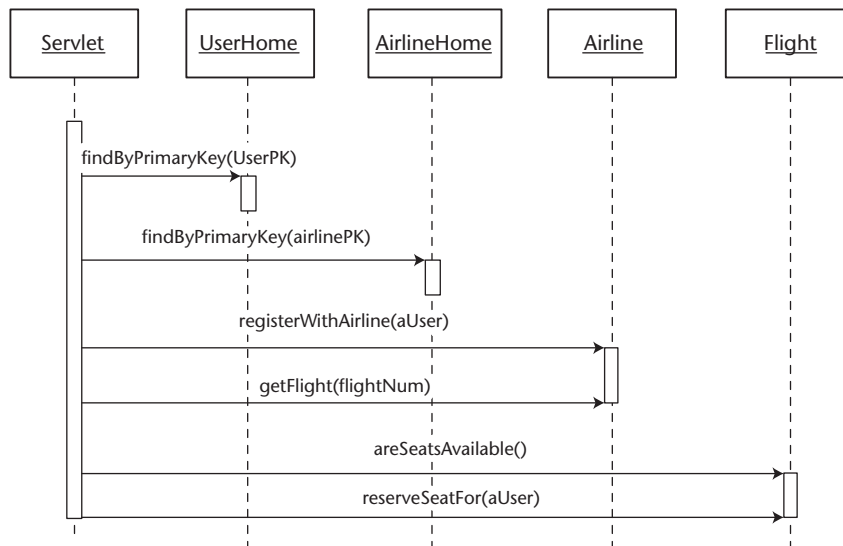 Servlet
UserHome
AirlineHome
Airline
Flight
findByPrimaryKey(UserPK)
findByPrimaryKey(airlinePK)
registerWithAirline(aUser)
getFlight(flightNum)
areSeatsAvailable()
reserveSeatFor(aUser)